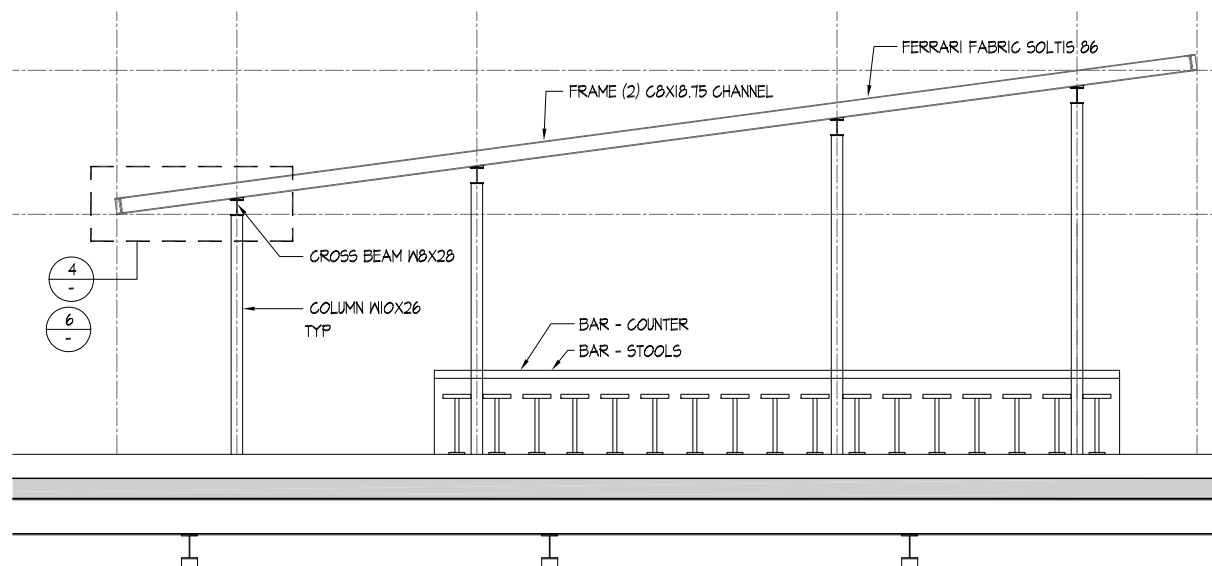 FERRARI FABRIC SOLTIS 86
FRAME (2) C8X18.75 CHANNEL
CROSS BEAM W8X28
4
-
6
-
COLUMN W10X26
TYP
BAR - COUNTER
BAR - STOOLS